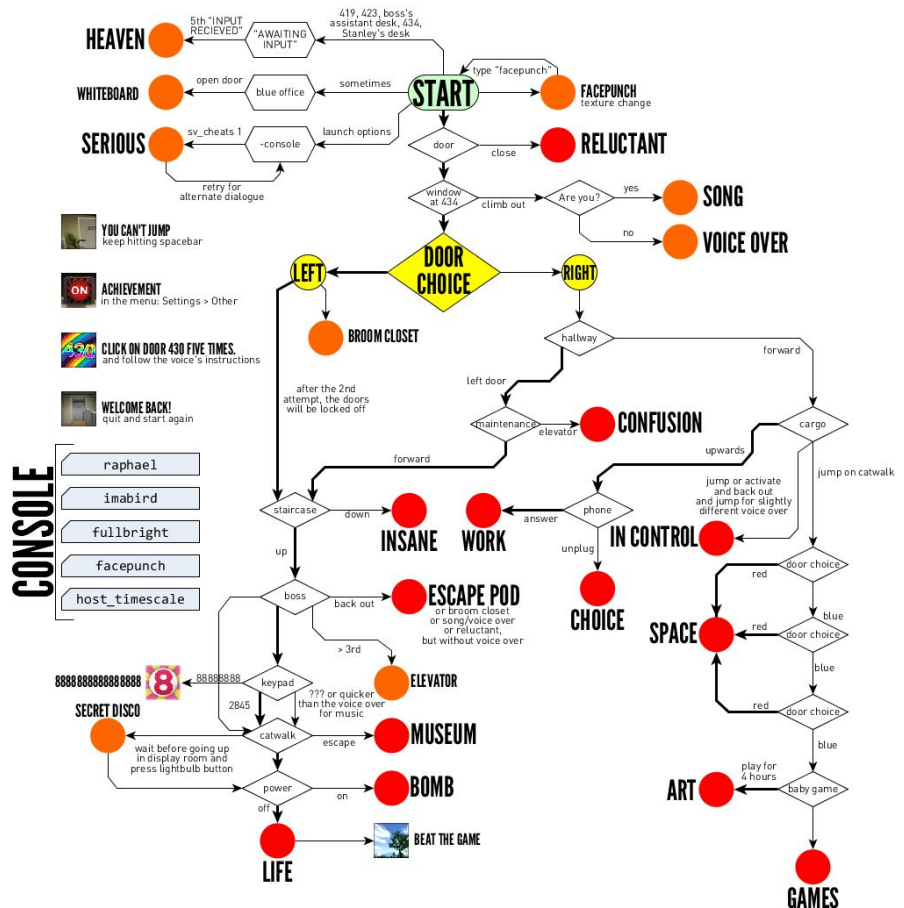 419, 423, boss's
assistant desk, 434,
Stanley's desk
5th "INPUT
RECIEVED"
HEAVEN
"AWAITING
INPUT"
type "facepunch"
open door
sometimes
WHITEBOARD
blue office
START
FACEPUNCH
texture change
sv_cheats 1
launch options
SERIOUS
-console
door
close
RELUCTANT
retry for
alternate dialogue
window
at 434
climb out
Are you?
yes
SONG
no
VOICE OVER
YOU CAN'T JUMP
keep hitting spacebar
LEFT
DOOR
CHOICE
RIGHT
ON
ACHIEVEMENT
in the menu: Settings > Other
BROOM CLOSET
hallway
forward
430
CLICK ON DOOR 430 FIVE TIMES.
and follow the voice's instructions
left door
after the 2nd
attempt, the doors
will be locked off
WELCOME BACK!
quit and start again
maintenance
elevator
CONFUSION
cargo
upwards
forward
jump on catwalk
CONSOLE
raphael
imabird
fullbright
facepunch
host_timescale
jump or activate
and back out
and jump for slightly
different voice over
staircase
down
INSANE
WORK
answer
phone
IN CONTROL
up
unplug
CHOICE
door choice
red
blue
boss
back out
ESCAPE POD
or broom closet
or song/voice over
or reluctant,
but without voice over
SPACE
red
door choice
blue
> 3rd
8888888888888888
8
88888888
keypad
ELEVATOR
2845
??? or quicker
than the voice over
for music
red
door choice
blue
SECRET DISCO
catwalk
escape
MUSEUM
wait before going up
in display room and
press lightbulb button
power
on
BOMB
off
play for
4 hours
ART
baby game
LIFE
BEAT THE GAME
GAMES